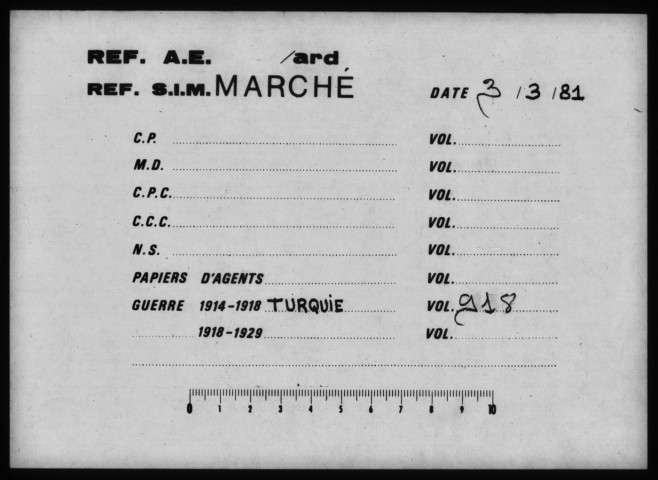 REF. A.E. /ard
REF. S.I.M. MARCHÉ DATE 3 / 3 / 81
C.P. VOL.
M.D. VOL.
C.P.C. VOL.
C.C.C. VOL.
N.S. VOL.
PAPIERS D'AGENTS VOL.
GUERRE 1914-1918 TURQUIE VOL. 918
1918-1929 VOL.
0 1 2 3 4 5 6 7 8 9 10